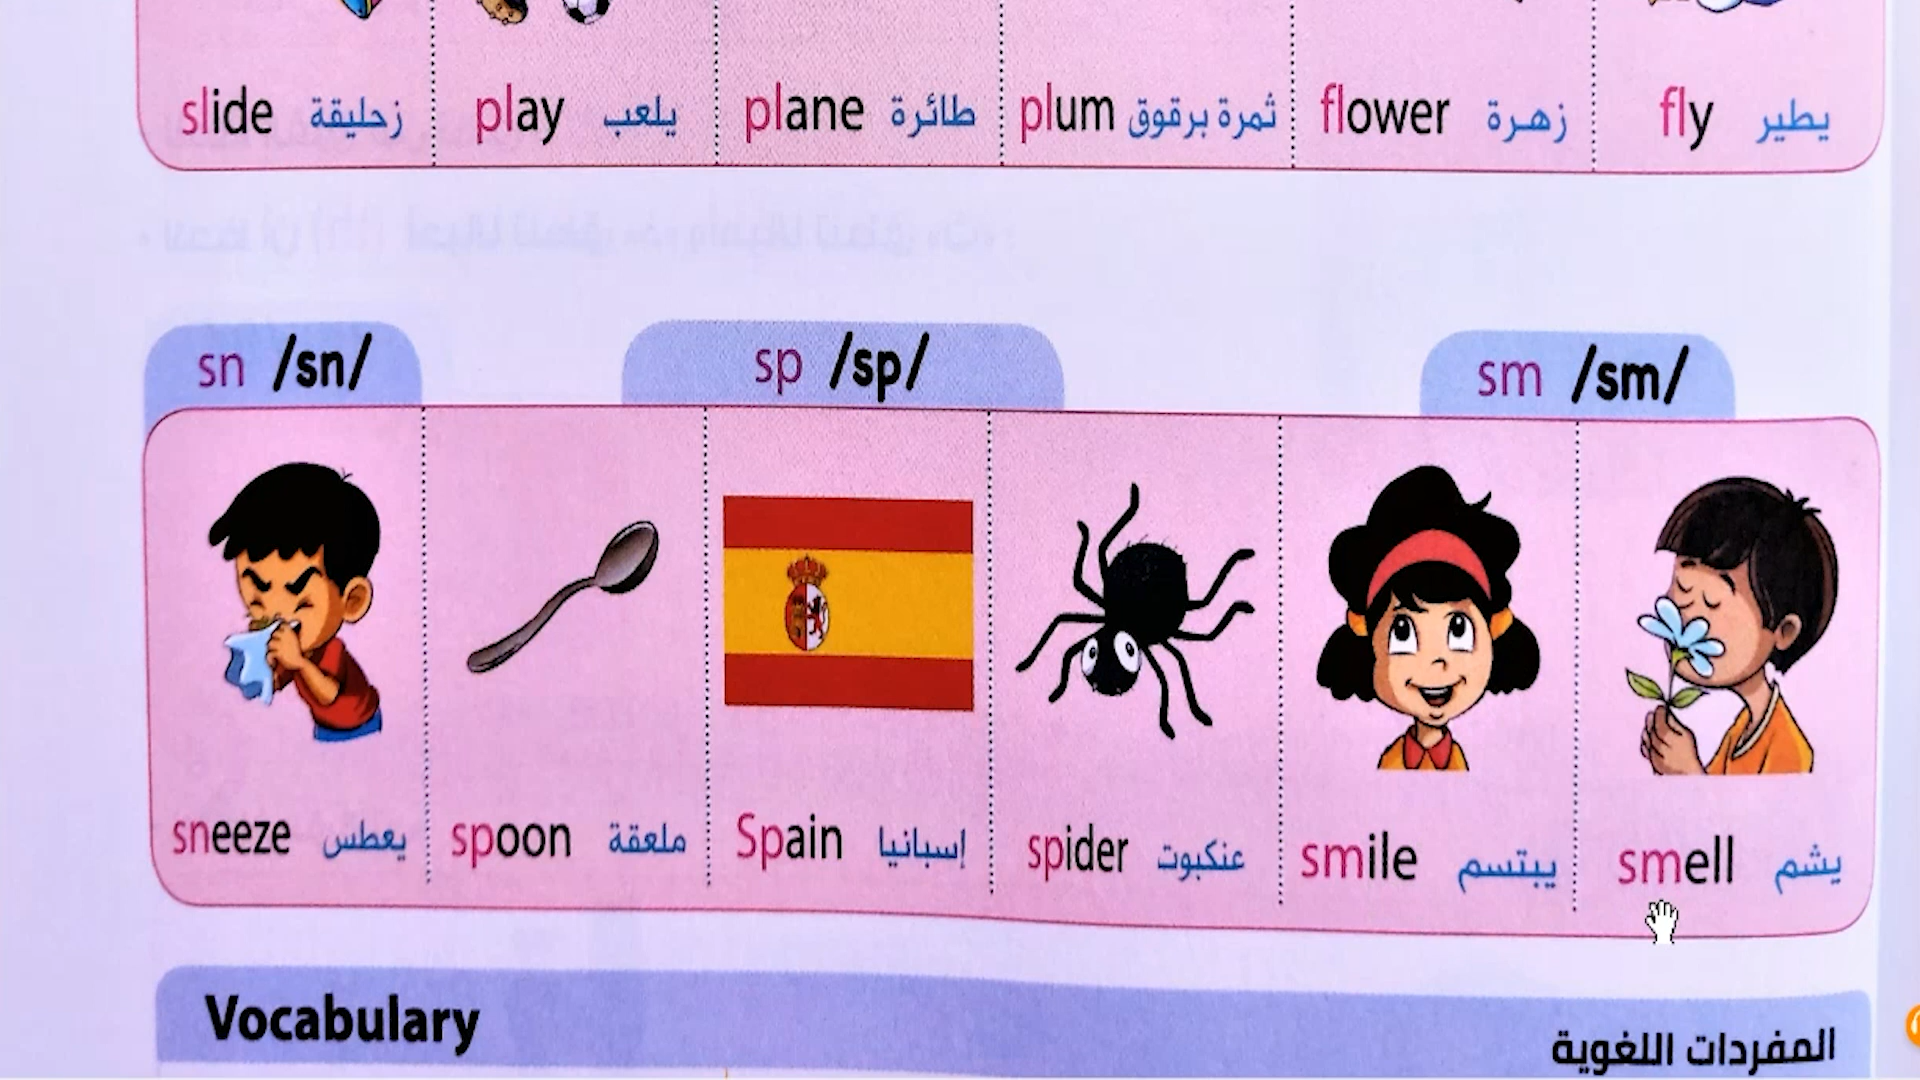 slide زحليقة play يلعب plane طائرة plum ثمرة برقوق flower زهرة fly يطير
sn /sn/ sp /sp/ sm /sm/
sneeze يعطس spoon ملعقة Spain إسبانيا spider عنكبوت smile يبتسم smell يشم
Vocabulary المفردات اللغوية